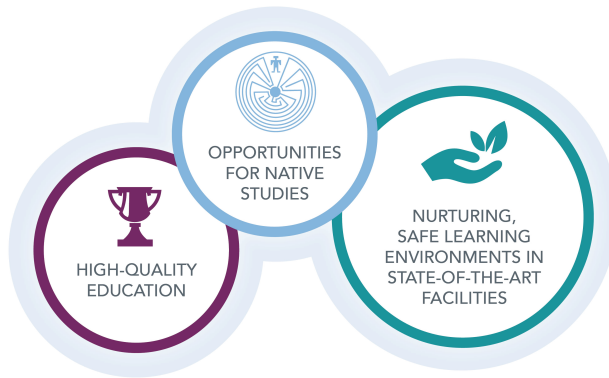 HIGH-QUALITY
EDUCATION
OPPORTUNITIES
FOR NATIVE
STUDIES
NURTURING,
SAFE LEARNING
ENVIRONMENTS IN
STATE-OF-THE-ART
FACILITIES